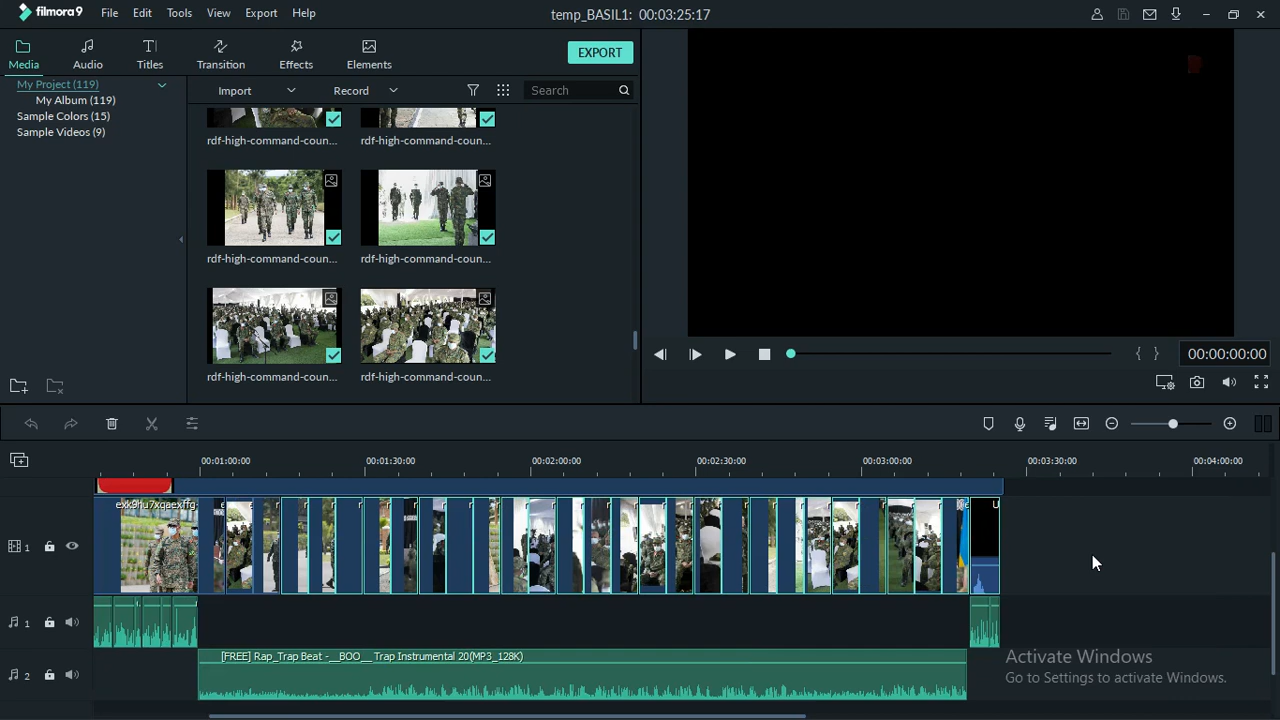 filmora9 File Edit Tools View Export Help temp_BASIL1: 00:03:25:17
Media Audio Titles Transition Effects Elements EXPORT
My Project (119)
My Album (119)
Sample Colors (15)
Sample Videos (9)
Import Record Search
rdf-high-command-coun... rdf-high-command-coun...
rdf-high-command-coun... rdf-high-command-coun...
rdf-high-command-coun... rdf-high-command-coun...
{ } 00:00:00:00
00:01:00:00 00:01:30:00 00:02:00:00 00:02:30:00 00:03:00:00 00:03:30:00 00:04:00:00
1
1
[FREE] Rap_Trap Beat -__BOO__ Trap Instrumental 20(MP3_128K)
2
Activate Windows
Go to Settings to activate Windows.